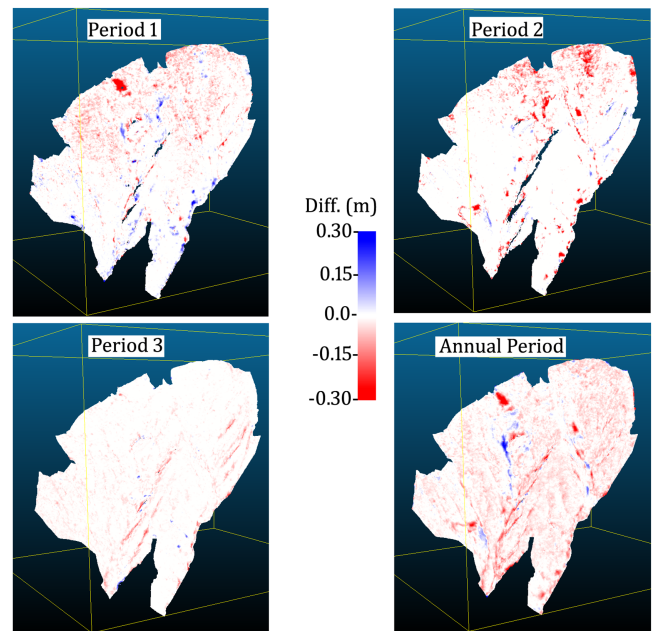 Period 1
Period 2
Diff. (m)
0.30
0.15
0.0
-0.15
-0.30
Period 3
Annual Period